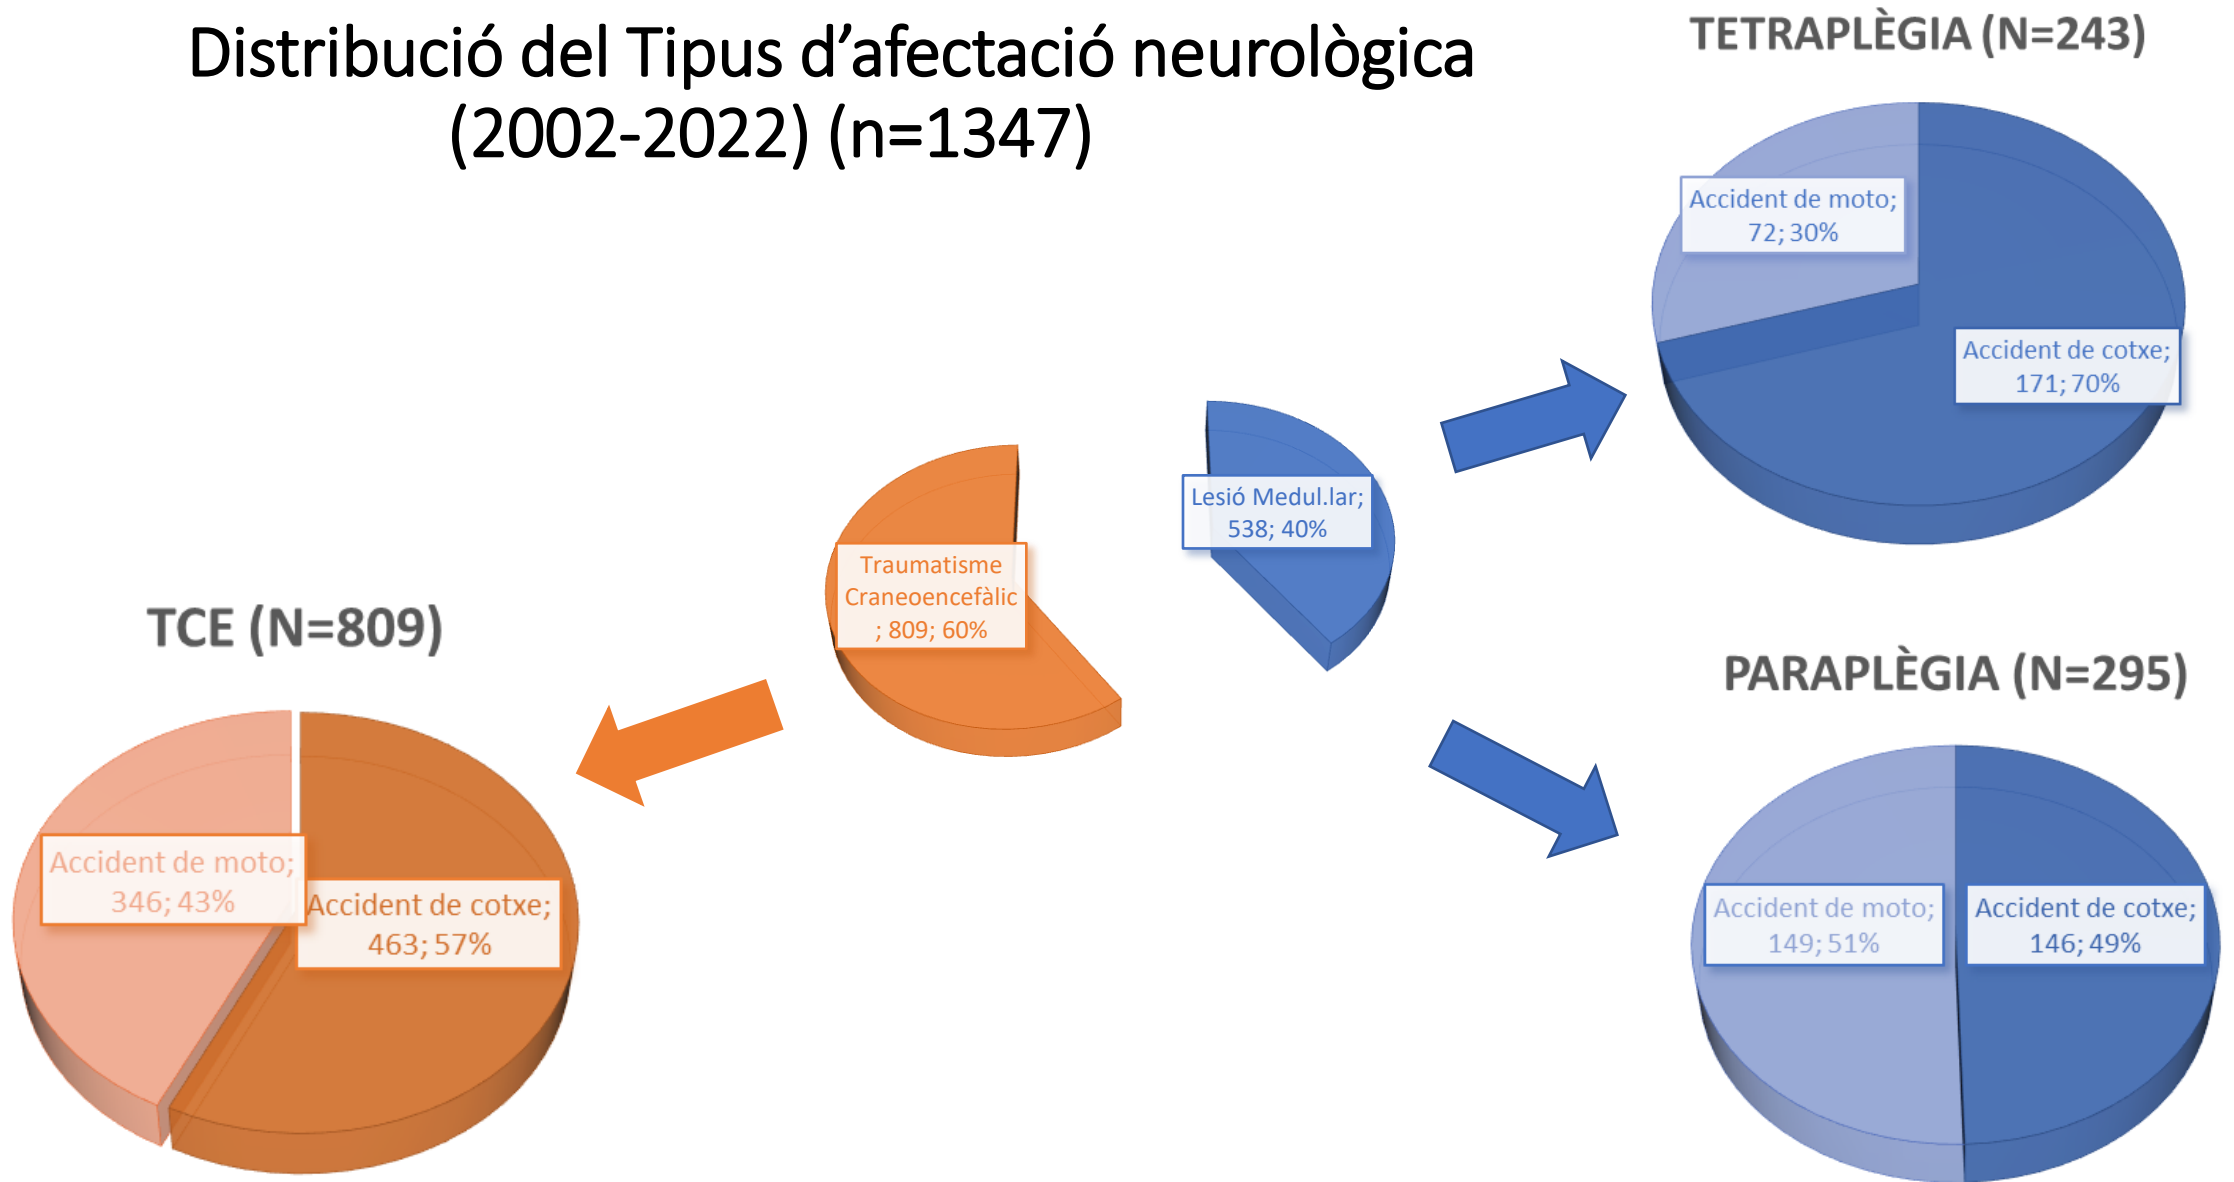 Distribució del Tipus d’afectació neurològica
(2002-2022) (n=1347)
TETRAPLÈGIA (N=243)
Accident de moto;
72; 30%
Accident de cotxe;
171; 70%
Lesió Medul.lar;
538; 40%
Traumatisme
Craneoencefàlic
; 809; 60%
TCE (N=809)
Accident de moto;
346; 43%
Accident de cotxe;
463; 57%
PARAPLÈGIA (N=295)
Accident de moto;
149; 51%
Accident de cotxe;
146; 49%